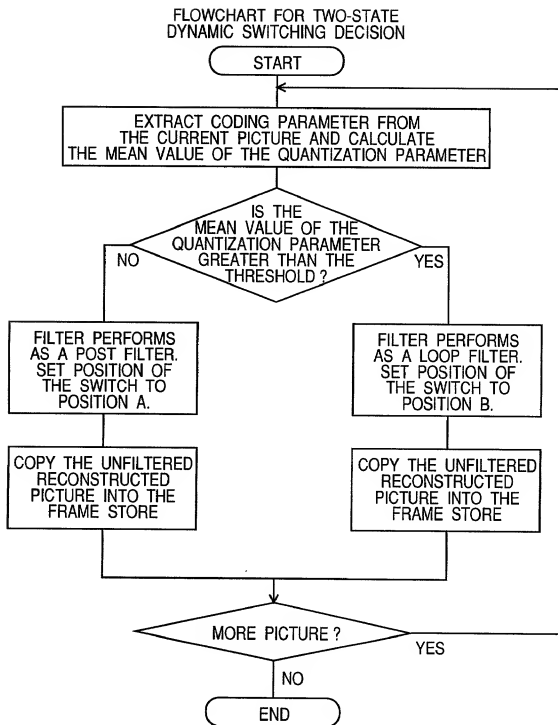 FLOWCHART FOR TWO-STATE
DYNAMIC SWITCHING DECISION
START
EXTRACT CODING PARAMETER FROM
THE CURRENT PICTURE AND CALCULATE
THE MEAN VALUE OF THE QUANTIZATION PARAMETER
IS THE
MEAN VALUE OF THE
QUANTIZATION PARAMETER
GREATER THAN THE
THRESHOLD ?
NO
YES
FILTER PERFORMS
AS A POST FILTER.
SET POSITION OF
THE SWITCH TO
POSITION A.
FILTER PERFORMS
AS A LOOP FILTER.
SET POSITION OF
THE SWITCH TO
POSITION B.
COPY THE UNFILTERED
RECONSTRUCTED
PICTURE INTO THE
FRAME STORE
COPY THE UNFILTERED
RECONSTRUCTED
PICTURE INTO THE
FRAME STORE
MORE PICTURE ?
YES
NO
END